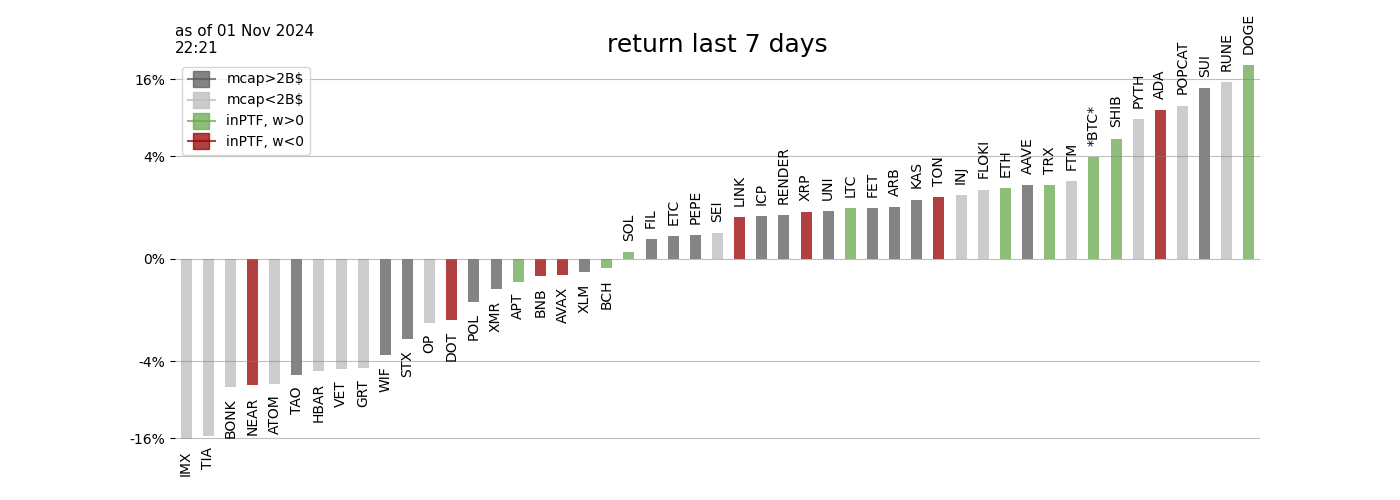 as of 01 Nov 2024
22:21
return last 7 days
mcap>2B$
mcap<2B$
inPTF, w>0
inPTF, w<0
16%
4%
0%
-4%
-16%
IMX
TIA
BONK
NEAR
ATOM
TAO
HBAR
VET
GRT
WIF
STX
OP
DOT
POL
XMR
APT
BNB
AVAX
XLM
BCH
SOL
FIL
ETC
PEPE
SEI
LINK
ICP
RENDER
XRP
UNI
LTC
FET
ARB
KAS
TON
INJ
FLOKI
ETH
AAVE
TRX
FTM
*BTC*
SHIB
PYTH
ADA
POPCAT
SUI
RUNE
DOGE